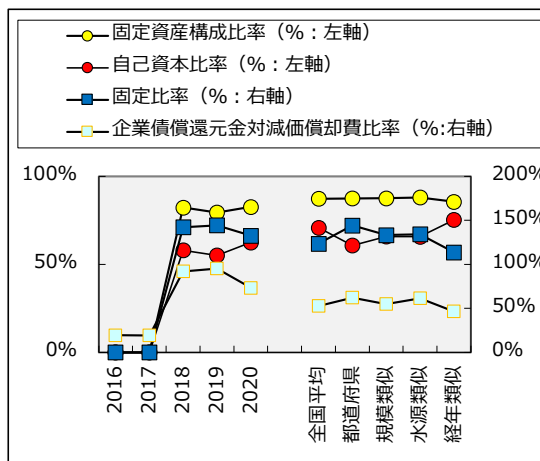 固定資産構成比率（%：左軸）
自己資本比率（%：左軸）
固定比率（%：右軸）
企業債償還元金対減価償却費比率（%:右軸）
100%
50%
0%
200%
150%
100%
50%
0%
2016
2017
2018
2019
2020
全国平均
都道府県
規模類似
水源類似
経年類似